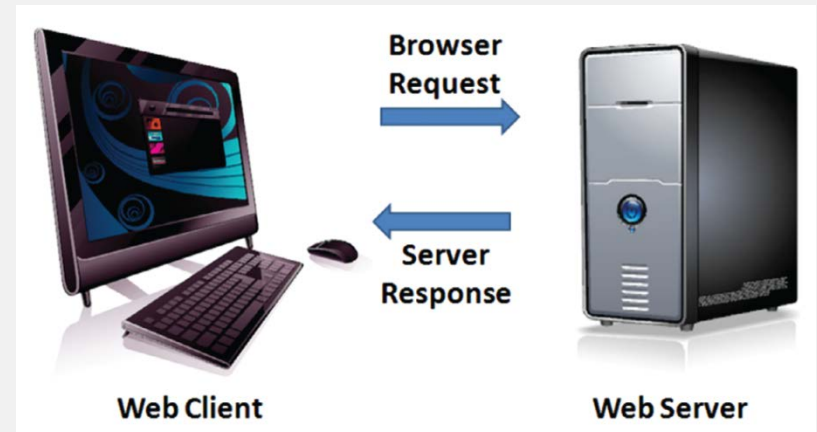 Browser
Request
Server
Response
Web Client
Web Server